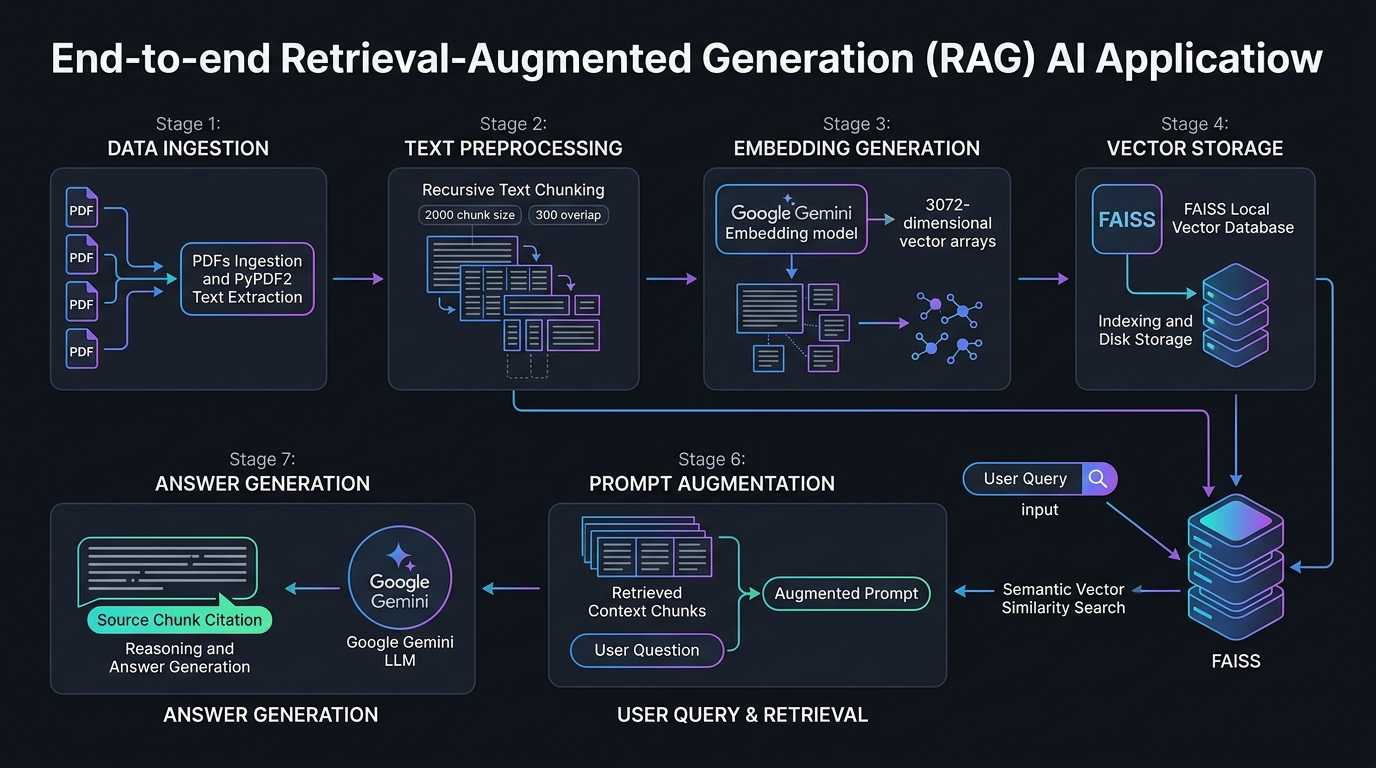 End-to-end Retrieval-Augmented Generation (RAG) AI Applicatiow
Stage 1:
DATA INGESTION
PDF
PDF
PDF
PDF
PDFs Ingestion
and PyPDF2
Text Extraction
Stage 2:
TEXT PREPROCESSING
Recursive Text Chunking
2000 chunk size
300 overlap
Stage 3:
EMBEDDING GENERATION
Google Gemini
Embedding model
3072-
dimensional
vector arrays
Stage 4:
VECTOR STORAGE
FAISS
FAISS Local
Vector Database
Indexing and
Disk Storage
User Query
input
Semantic Vector
Similarity Search
FAISS
Stage 6:
PROMPT AUGMENTATION
Retrieved
Context Chunks
User Question
Augmented Prompt
USER QUERY & RETRIEVAL
Stage 7:
ANSWER GENERATION
Source Chunk Citation
Reasoning and
Answer Generation
Google
Gemini
Google Gemini
LLM
ANSWER GENERATION